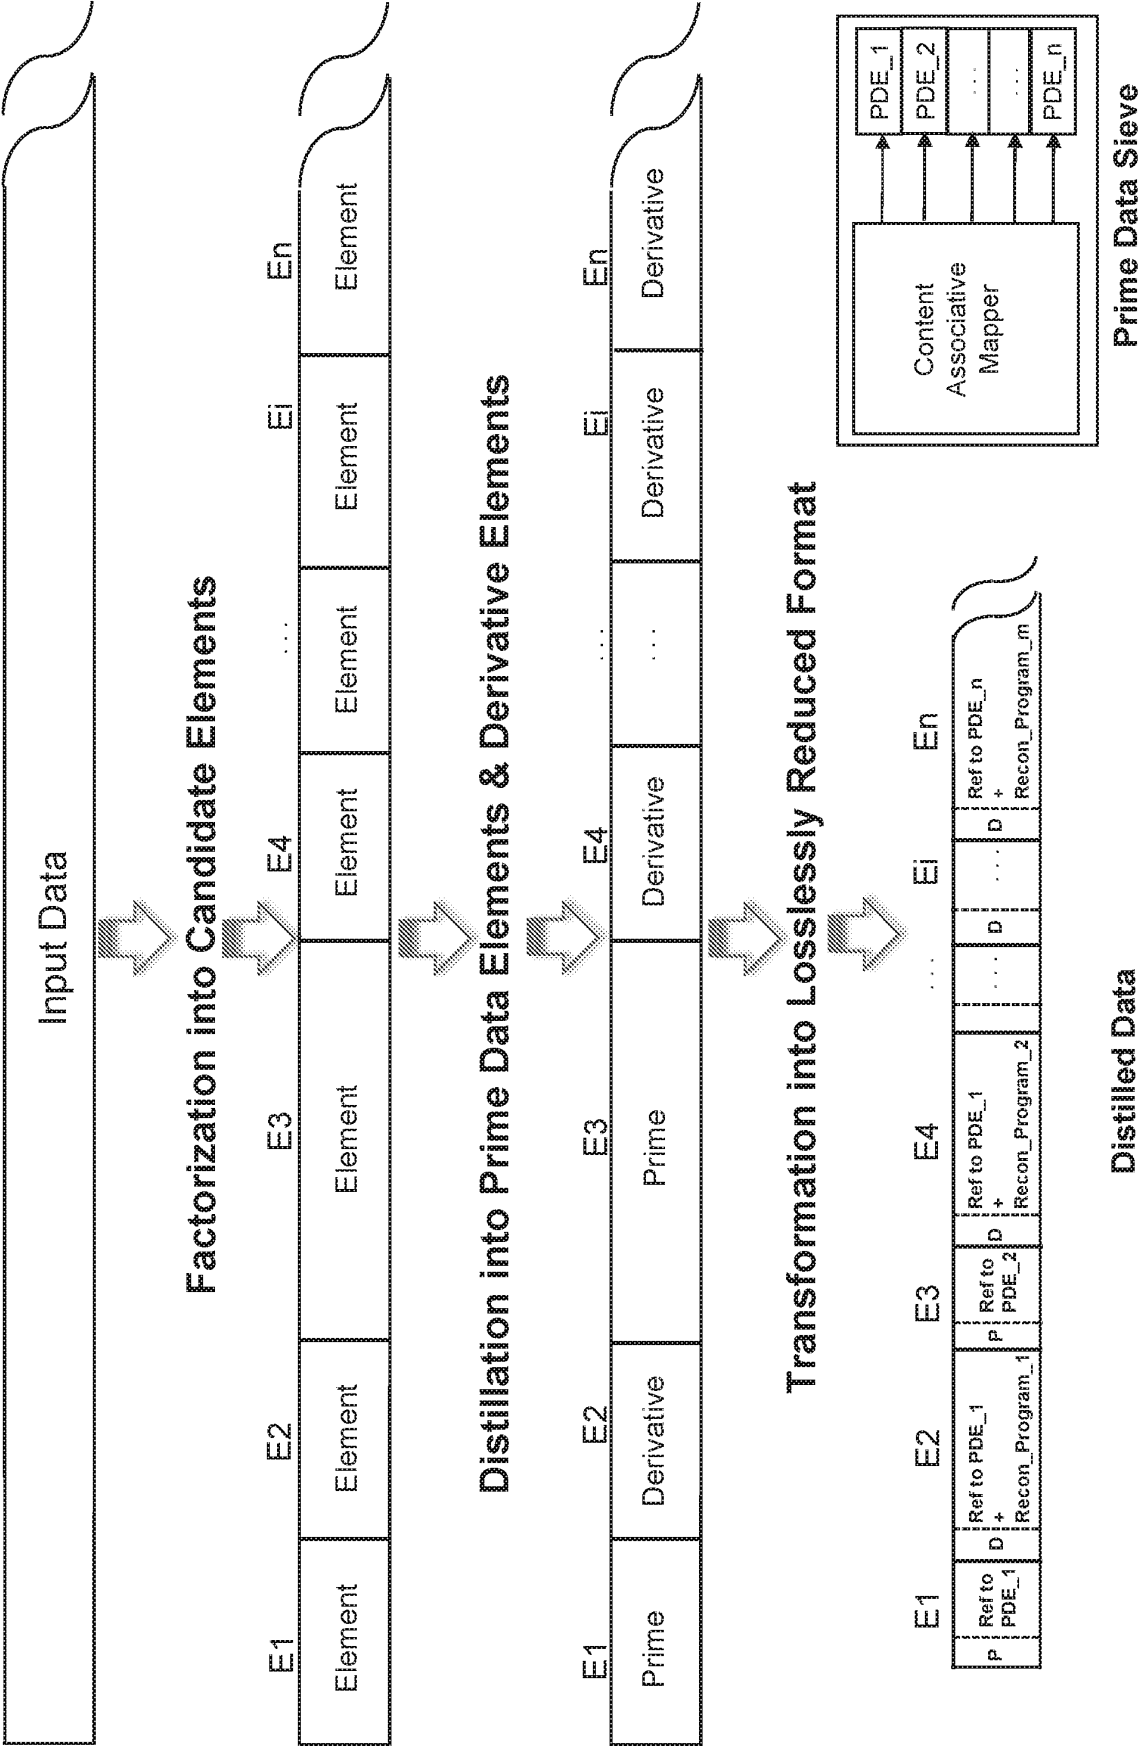 Input Data
Factorization into Candidate Elements
E1
E2
E3
E4
. . .
Ei
En
Element
Element
Element
Element
Element
Element
Element
Distillation into Prime Data Elements & Derivative Elements
E1
E2
E3
E4
. . .
Ei
En
Prime
Derivative
Prime
Derivative
. . .
Derivative
Derivative
Transformation into Losslessly Reduced Format
E1
E2
E3
E4
. . .
Ei
En
P
Ref to
PDE_1
D
Ref to PDE_1
+
Recon_Program_1
P
Ref to
PDE_2
D
Ref to PDE_1
+
Recon_Program_2
. . .
D
. . .
D
Ref to PDE_n
+
Recon_Program_m
Distilled Data
Content
Associative
Mapper
PDE_1
PDE_2
. . .
. . .
PDE_n
Prime Data Sieve